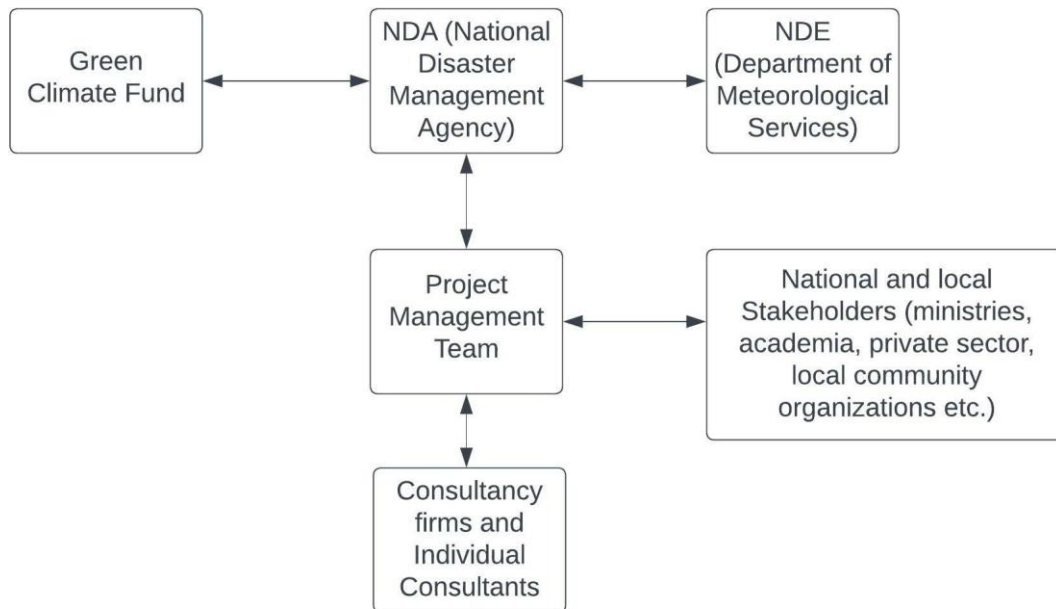 Green
Climate Fund
NDA (National
Disaster
Management
Agency)
NDE
(Department of
Meteorological
Services)
Project
Management
Team
National and local
Stakeholders (ministries,
academia, private sector,
local community
organizations etc.)
Consultancy
firms and
Individual
Consultants